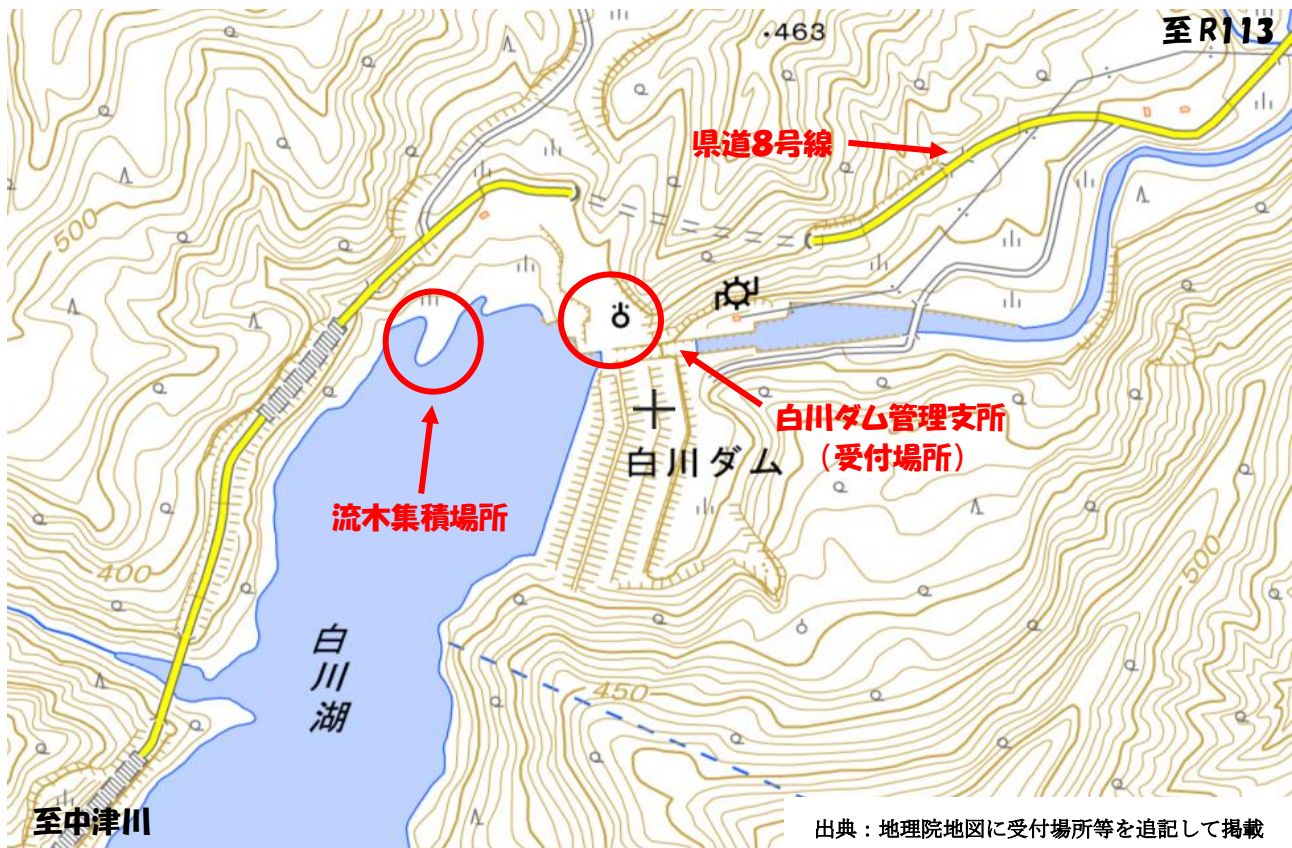 ・463
至R113
県道8号線
500
白川ダム管理支所
（受付場所）
白川ダム
流木集積場所
500
400
白川湖
450
至中津川
出典：地理院地図に受付場所等を追記して掲載